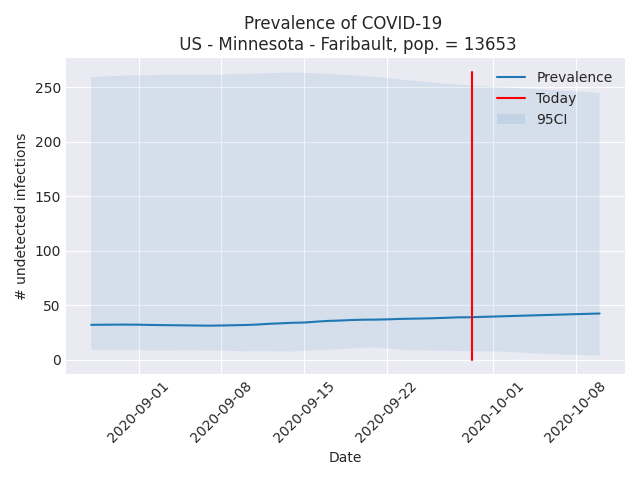 Prevalence of COVID-19
US - Minnesota - Faribault, pop. = 13653
Prevalence
Today
95CI
# undetected infections
250
200
150
100
50
0
2020-09-01
2020-09-08
2020-09-15
2020-09-22
2020-10-01
2020-10-08
Date